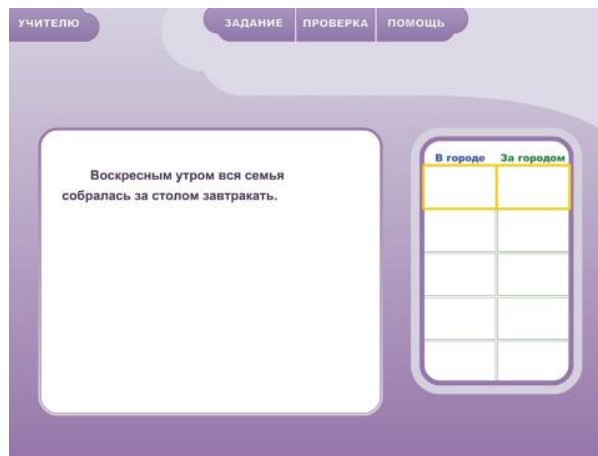 УЧИТЕЛЮ ЗАДАНИЕ ПРОВЕРКА ПОМОЩЬ
Воскресным утром вся семья
собралась за столом завтракать.
В городе За городом